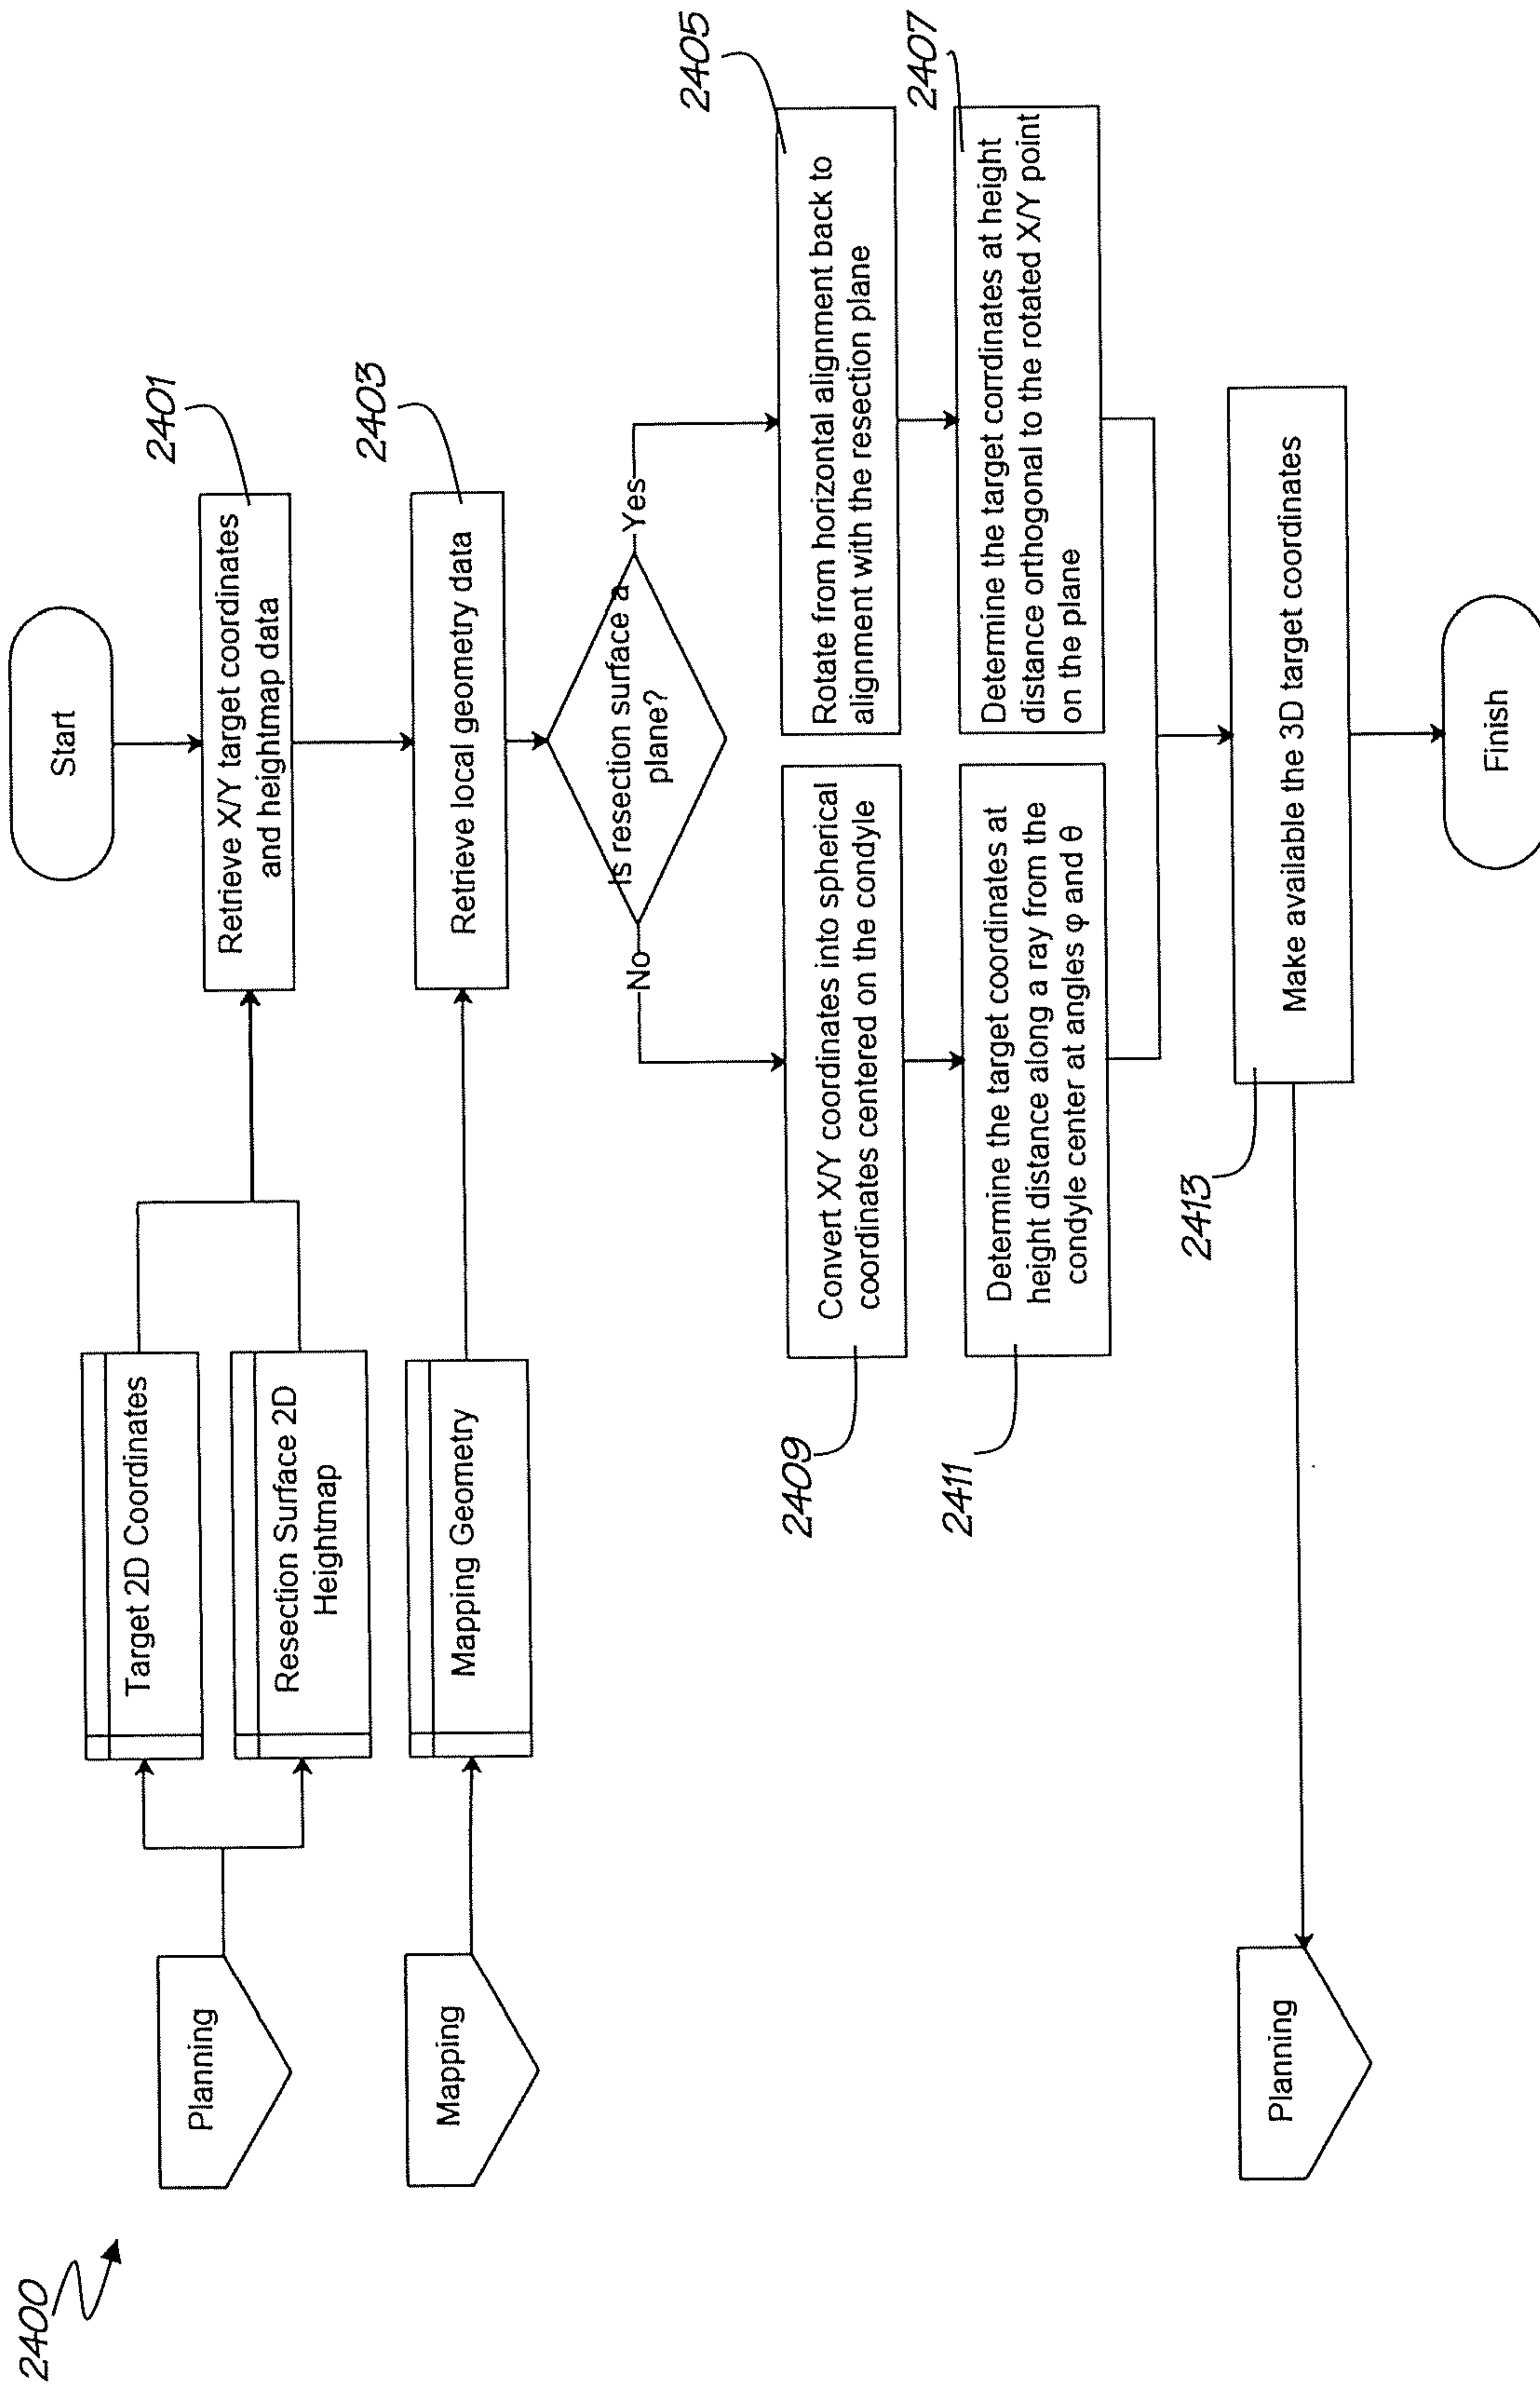 2400
Start
Planning
Target 2D Coordinates
Resection Surface 2D
Heightmap
Retrieve X/Y target coordinates
and heightmap data
2401
Mapping
Mapping Geometry
Retrieve local geometry data
2403
Is resection surface a
plane?
No
Yes
Convert X/Y coordinates into spherical
coordinates centered on the condyle
2409
Rotate from horizontal alignment back to
alignment with the resection plane
2405
Determine the target coordinates at
height distance along a ray from the
condyle center at angles φ and θ
2411
Determine the target corrdinates at height
distance orthogonal to the rotated X/Y point
on the plane
2407
Planning
2413
Make available the 3D target coordinates
Finish